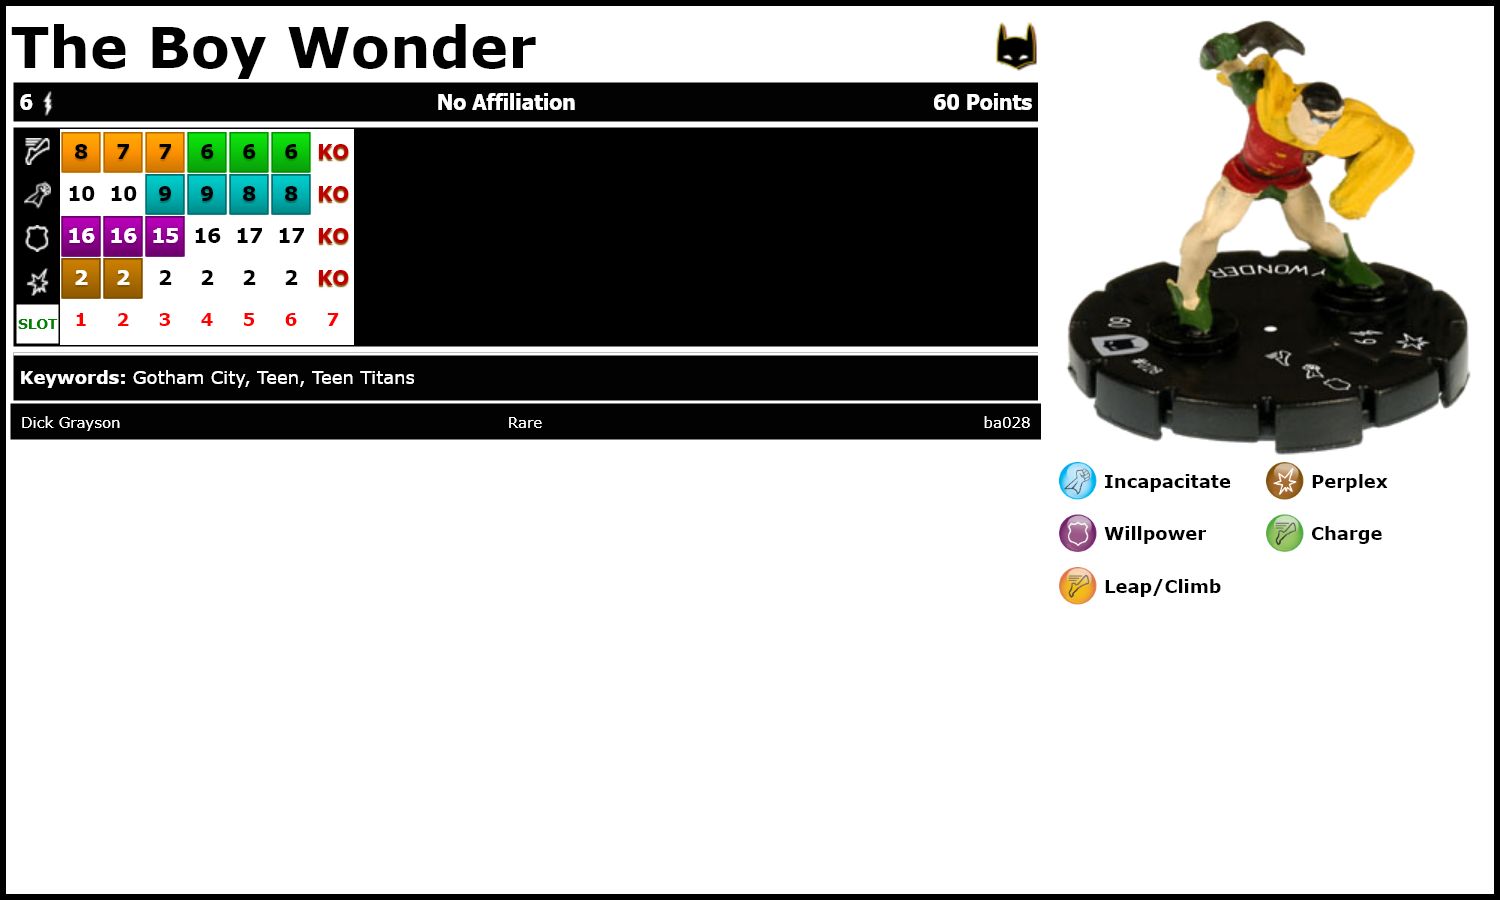 The Boy Wonder
6 No Affiliation 60 Points
8 7 7 6 6 6 KO
10 10 9 9 8 8 KO
16 16 15 16 17 17 KO
2 2 2 2 2 2 KO
SLOT 1 2 3 4 5 6 7
Keywords: Gotham City, Teen, Teen Titans
Dick Grayson Rare ba028
R
Y WONDER
60
#028
6
Incapacitate Perplex
Willpower Charge
Leap/Climb